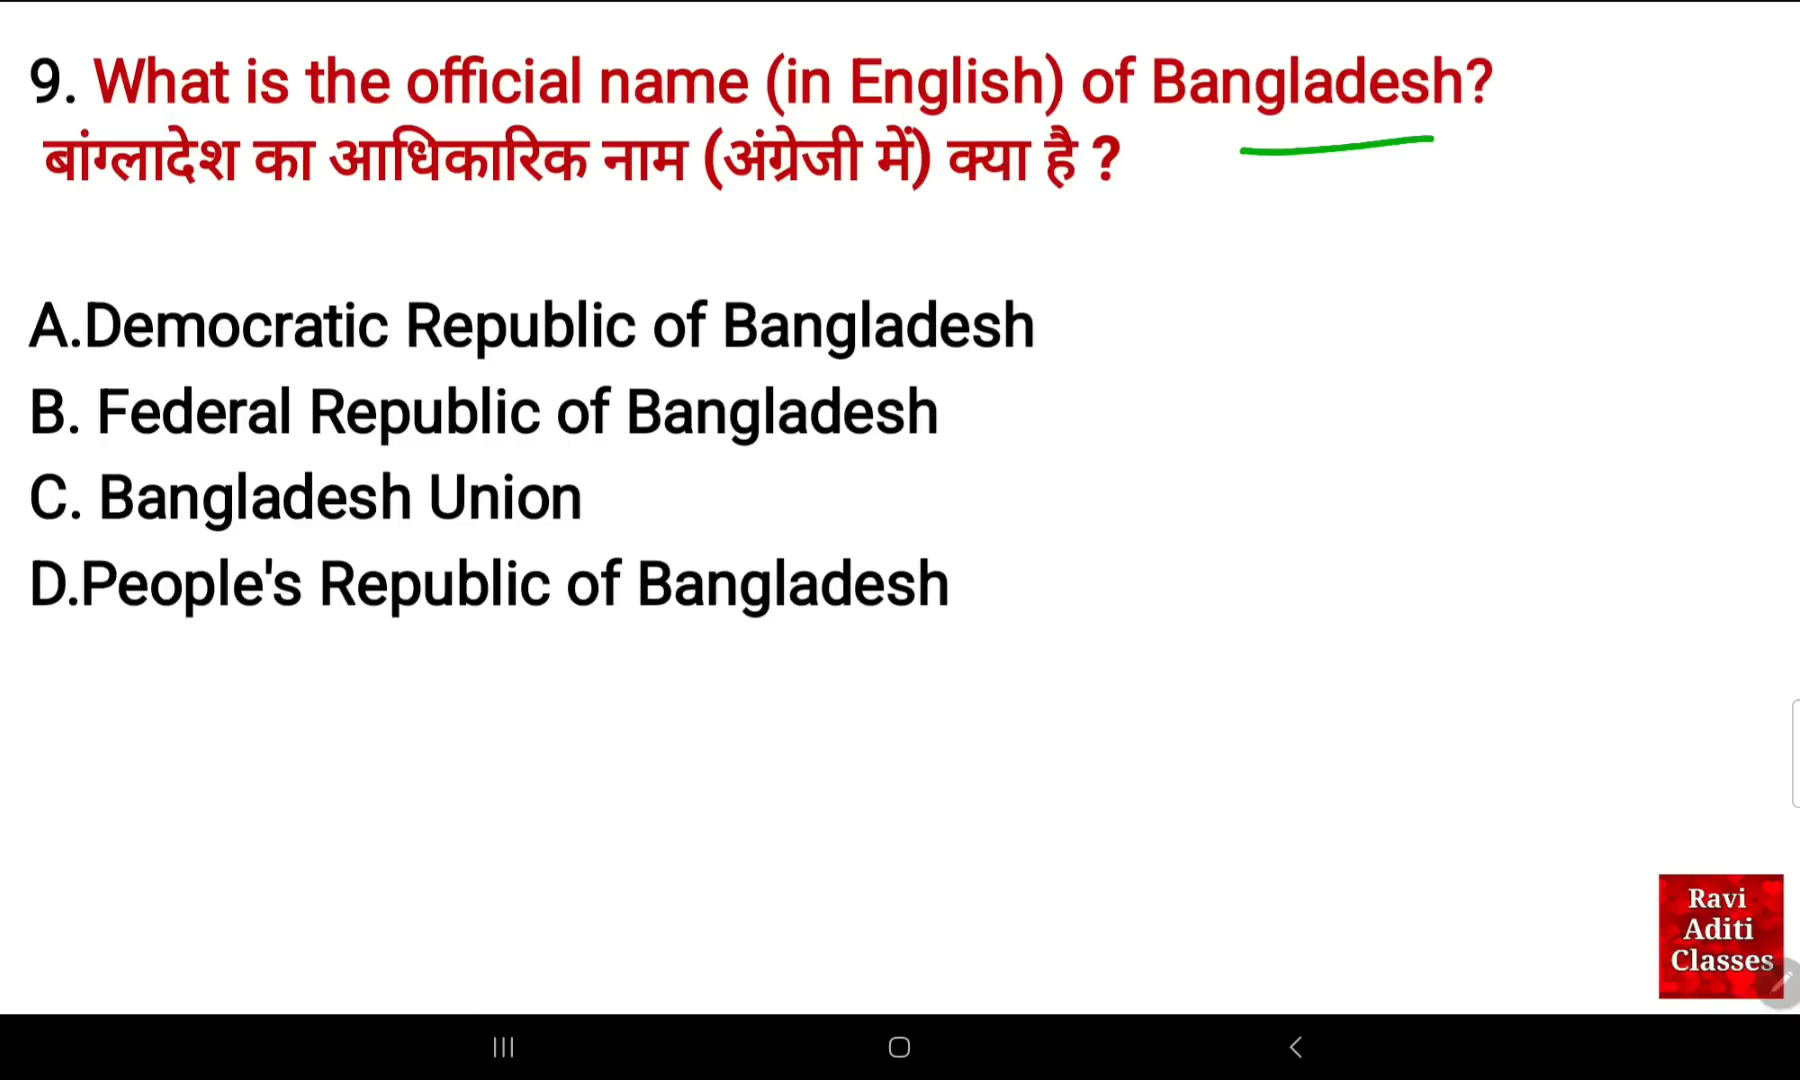 9. What is the official name (in English) of Bangladesh?
बांग्लादेश का आधिकारिक नाम (अंग्रेजी में) क्या है ?
A.Democratic Republic of Bangladesh
B. Federal Republic of Bangladesh
C. Bangladesh Union
D.People's Republic of Bangladesh
Ravi
Aditi
Classes